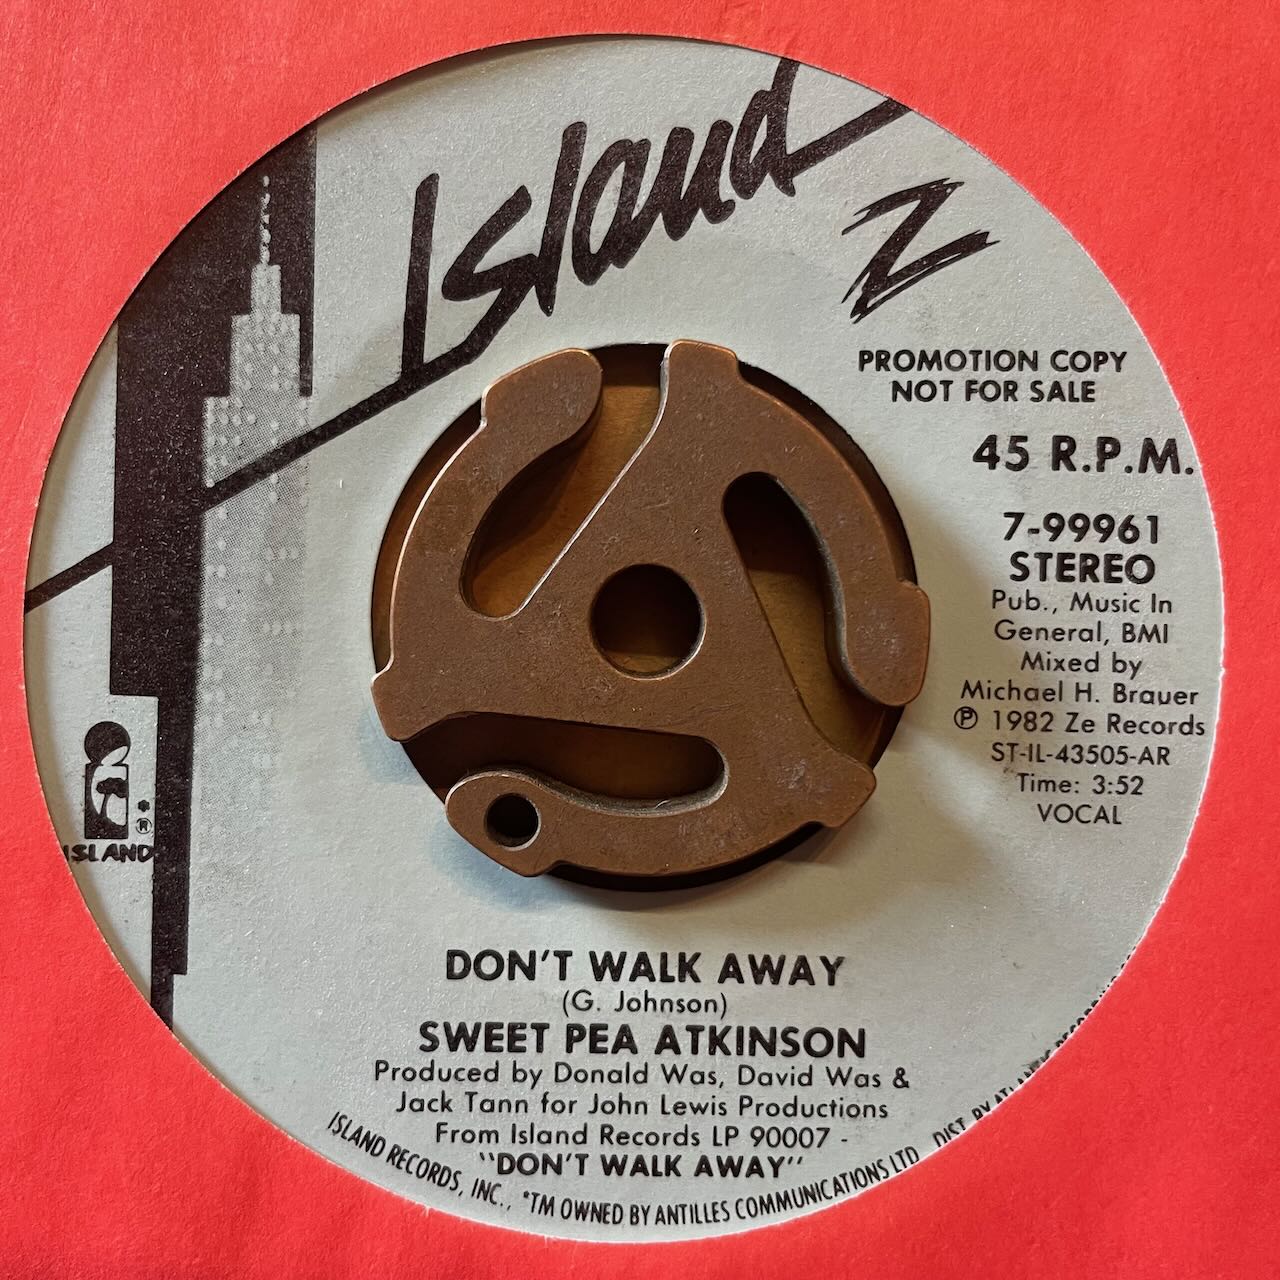 Island
Z
PROMOTION COPY
NOT FOR SALE
45 R.P.M.
7-99961
STEREO
Pub., Music In
General, BMI
Mixed by
Michael H. Brauer
℗ 1982 Ze Records
ST-IL-43505-AR
Time: 3:52
VOCAL
*
®
ISLAND
DON'T WALK AWAY
(G. Johnson)
SWEET PEA ATKINSON
Produced by Donald Was, David Was &
Jack Tann for John Lewis Productions
From Island Records LP 90007 -
"DON'T WALK AWAY"
ISLAND RECORDS, INC., *TM OWNED BY ANTILLES COMMUNICATIONS LTD DIST. BY